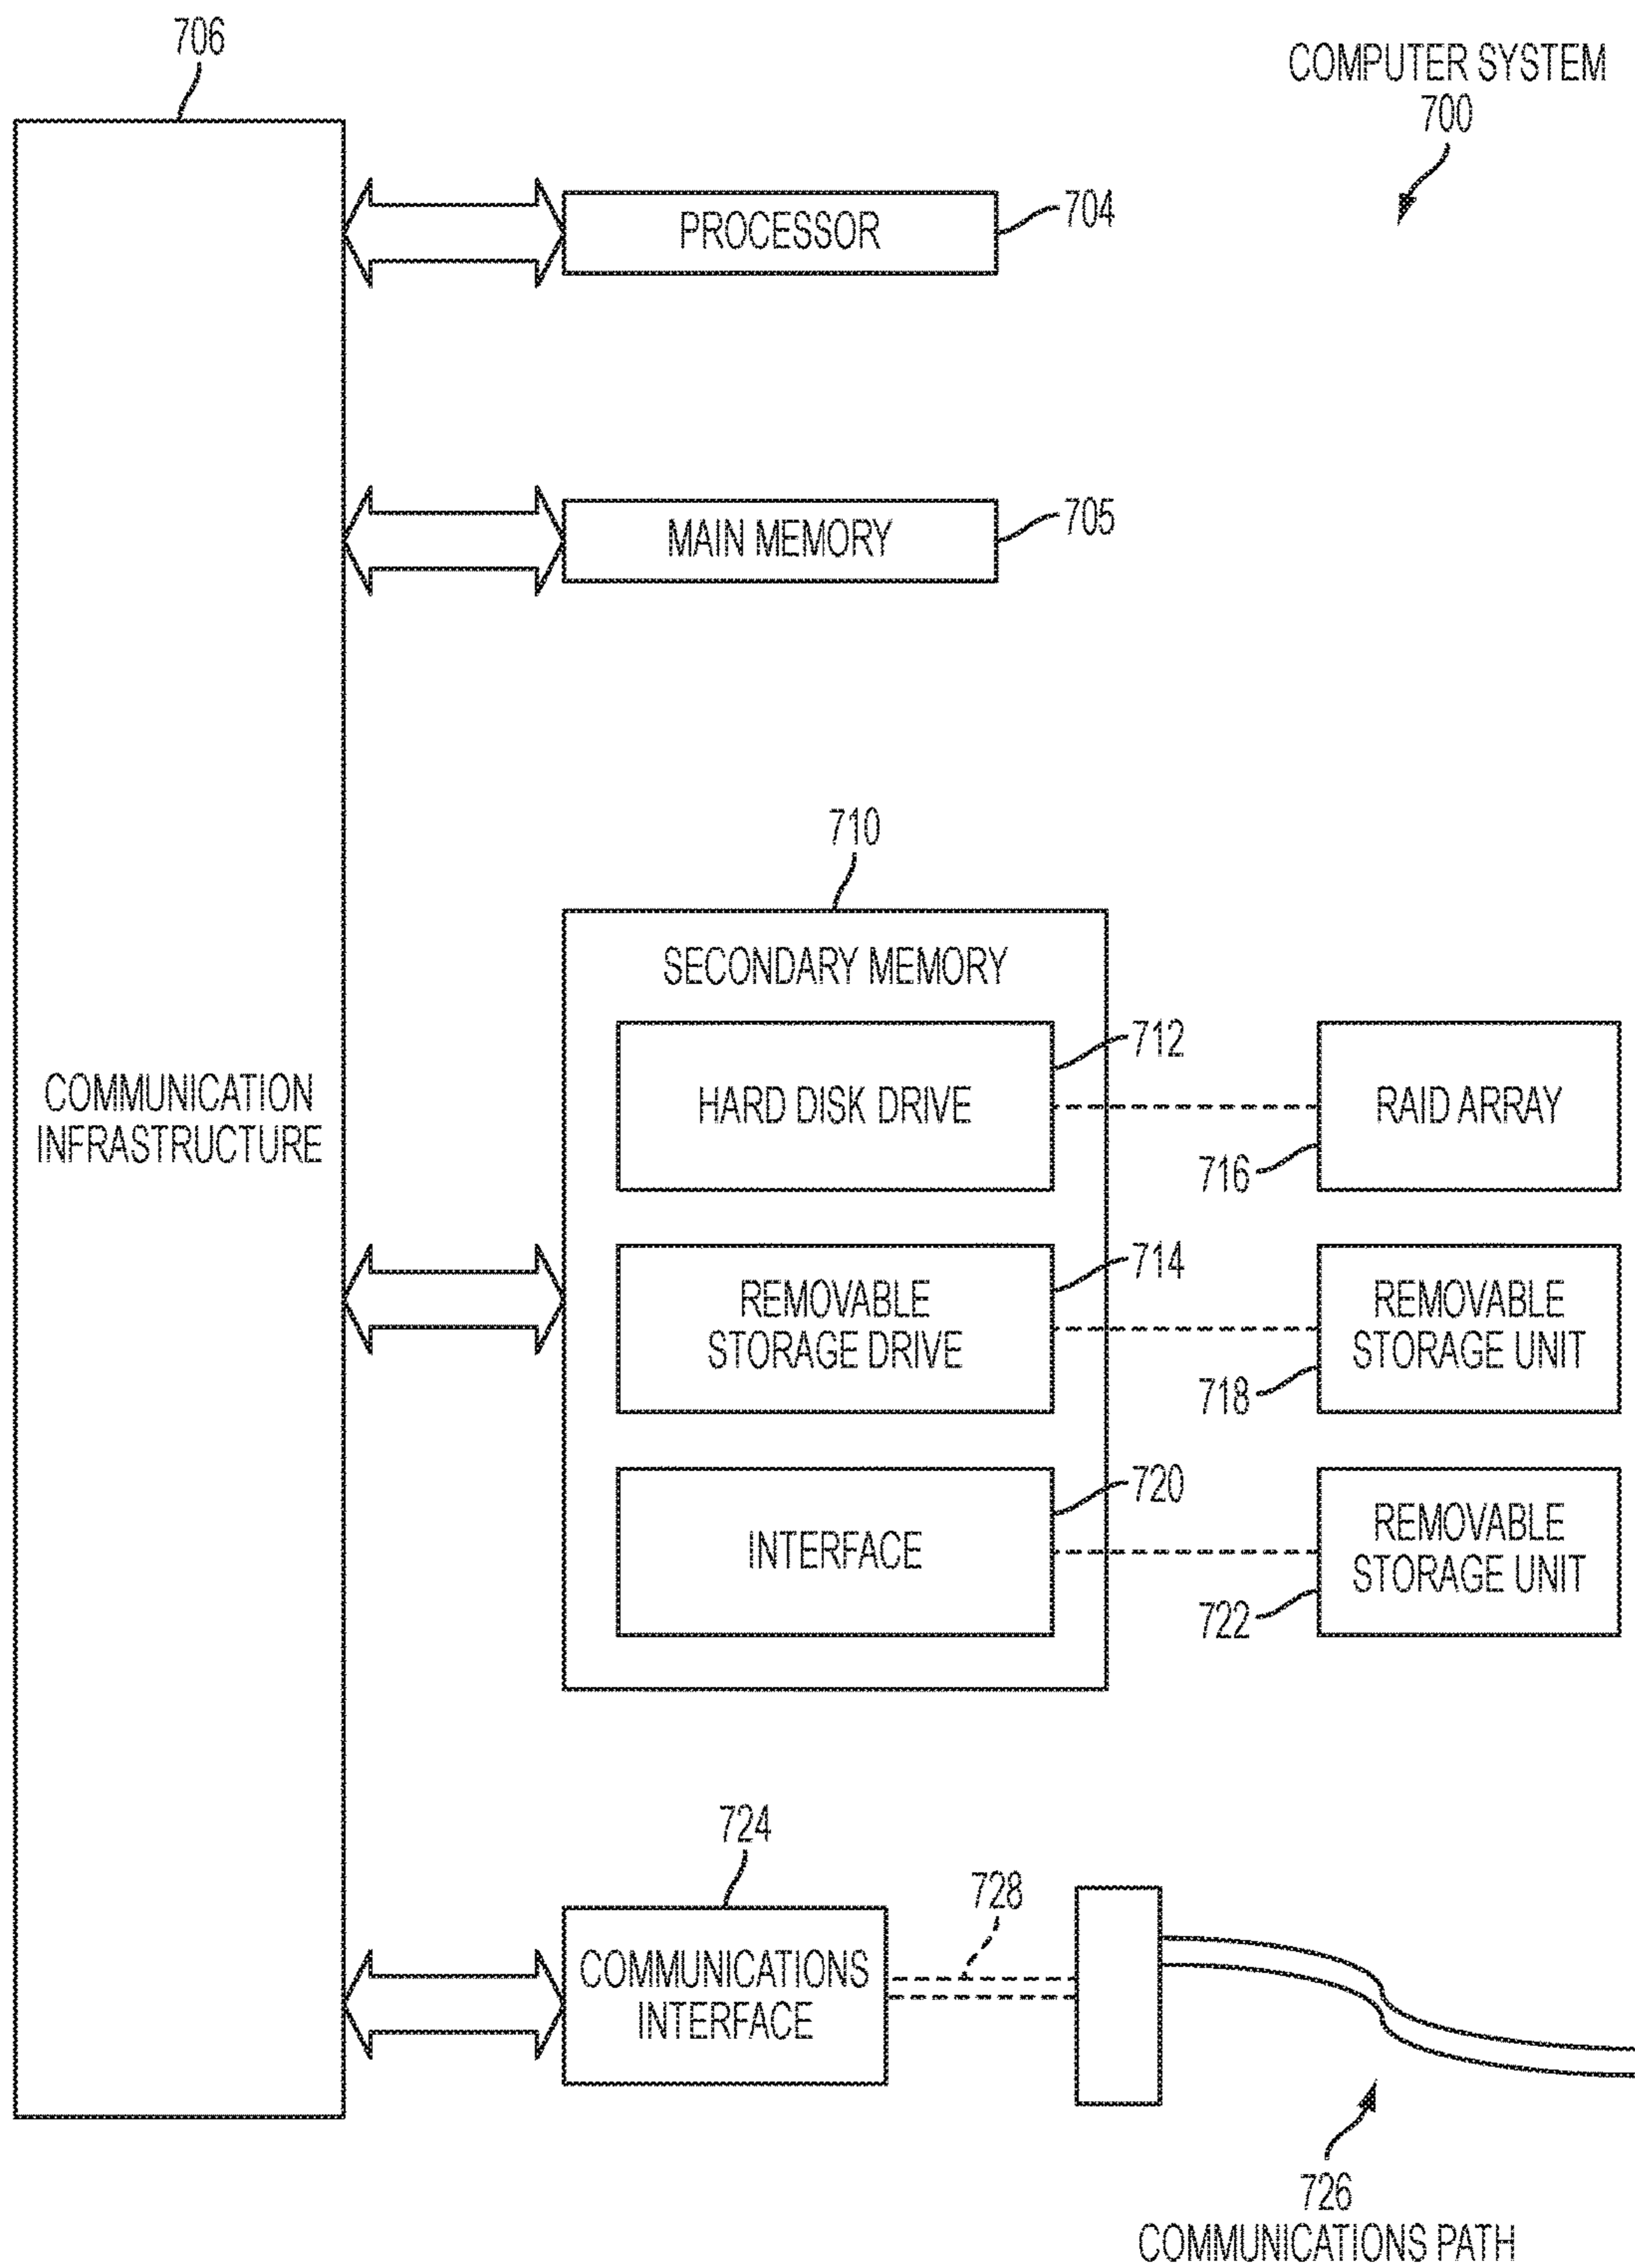 706
COMPUTER SYSTEM
700
PROCESSOR
704
MAIN MEMORY
705
710
SECONDARY MEMORY
712
HARD DISK DRIVE
RAID ARRAY
716
COMMUNICATION
INFRASTRUCTURE
714
REMOVABLE
STORAGE DRIVE
REMOVABLE
STORAGE UNIT
718
720
INTERFACE
REMOVABLE
STORAGE UNIT
722
724
COMMUNICATIONS
INTERFACE
728
726
COMMUNICATIONS PATH